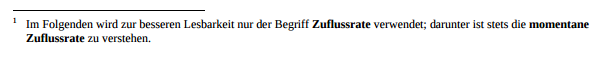 1 Im Folgenden wird zur besseren Lesbarkeit nur der Begriff Zuflussrate verwendet; darunter ist stets die momentane
Zuflussrate zu verstehen.